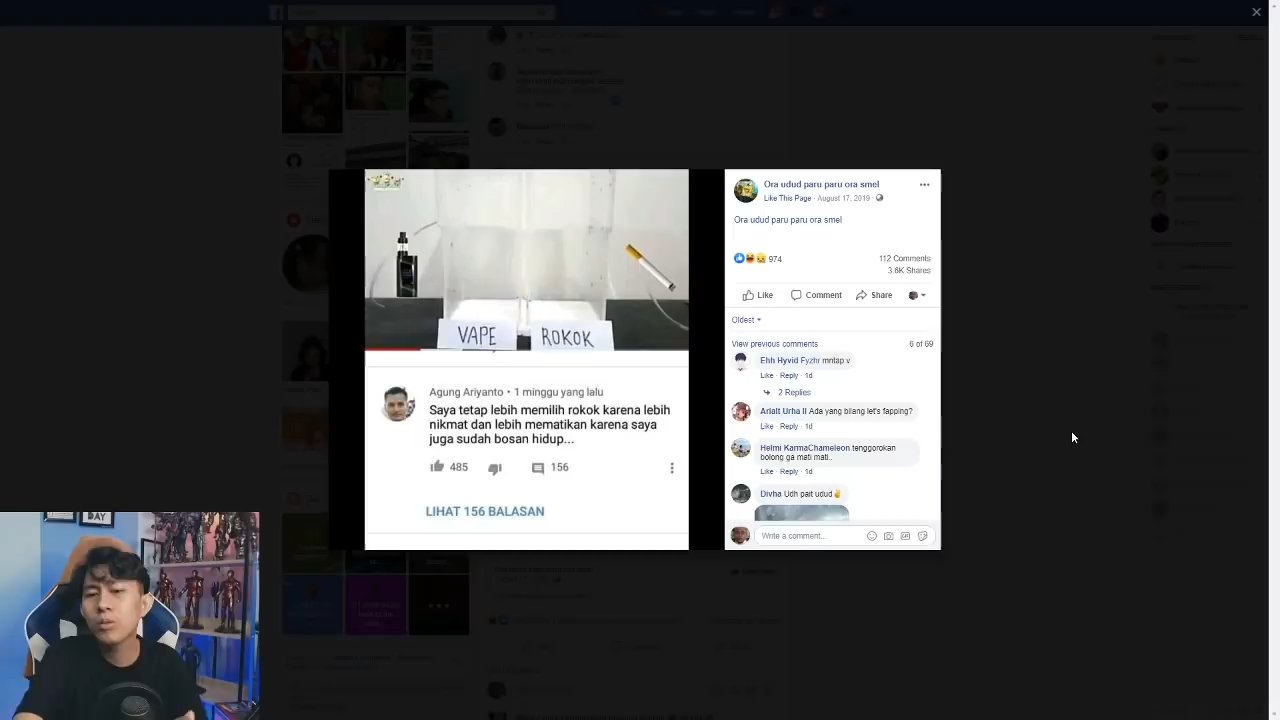 VAPE
ROKOK
Agung Ariyanto • 1 minggu yang lalu
Saya tetap lebih memilih rokok karena lebih
nikmat dan lebih mematikan karena saya
juga sudah bosan hidup...
485
156
LIHAT 156 BALASAN
Ora udud paru paru ora smel
Like This Page · August 17, 2019
Ora udud paru paru ora smel
974
112 Comments
3.6K Shares
Like
Comment
Share
Oldest
View previous comments
6 of 69
Ehh Hyvid Fyzhr mntap v
Like · Reply · 1d
2 Replies
Arialt Urha II Ada yang bilang let's fapping?
Like · Reply · 1d
Helmi KarmaChameleon tenggorokan
bolong ga mati mati..
Like · Reply · 1d
Divha Udh pait udud✌
Write a comment...
GIF
DAY